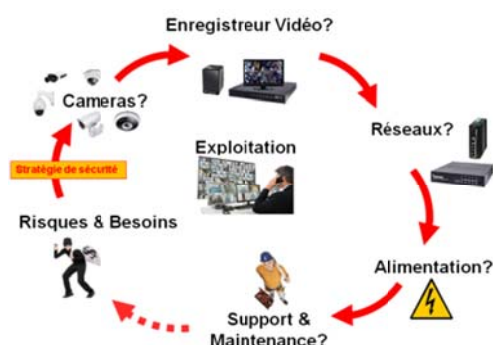 Enregistreur Vidéo?
Cameras?
Réseaux?
Exploitation
Stratégie de sécurité
Risques & Besoins
Alimentation?
Support &
Maintenance?